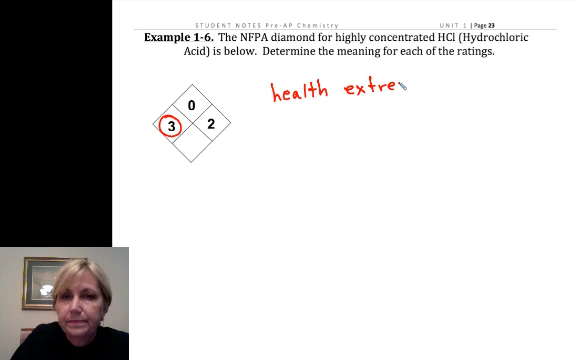 STUDENT NOTES Pre-AP Chemistry UNIT 1 | Page 23
Example 1-6. The NFPA diamond for highly concentrated HCl (Hydrochloric
Acid) is below. Determine the meaning for each of the ratings.
health extre
0
3 2